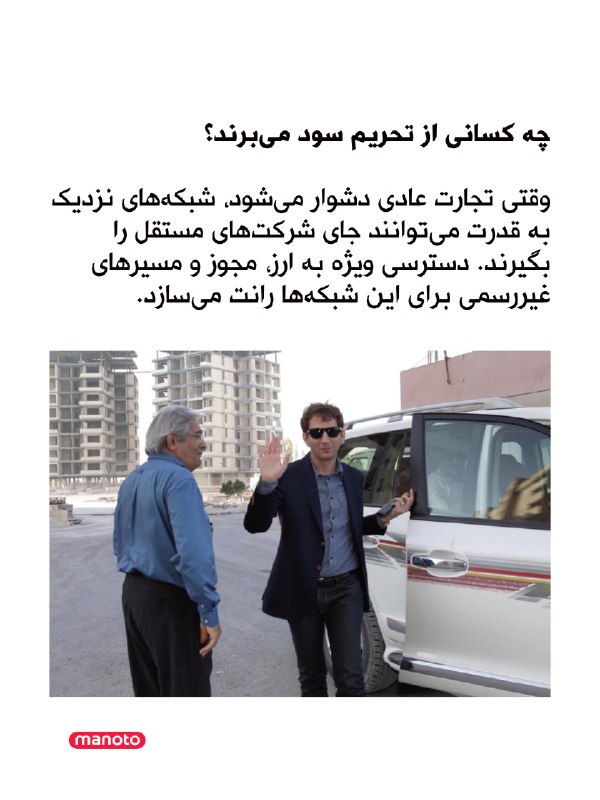 چه کسانی از تحریم سود می‌برند؟
وقتی تجارت عادی دشوار می‌شود، شبکه‌های نزدیک
به قدرت می‌توانند جای شرکت‌های مستقل را
بگیرند. دسترسی ویژه به ارز، مجوز و مسیرهای
غیررسمی برای این شبکه‌ها رانت می‌سازد.
manoto